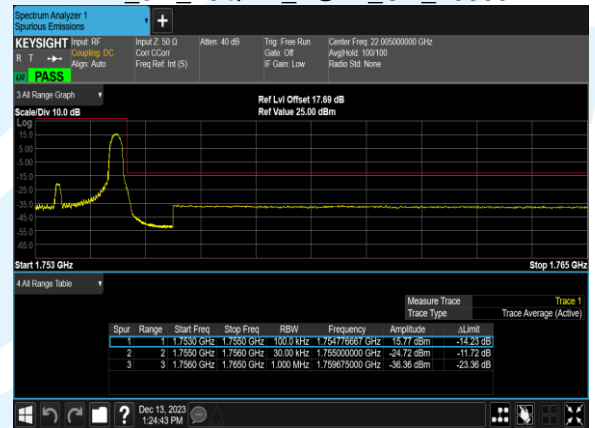 Spectrum Analyzer 1
Spurious Emissions
KEYSIGHT Input: RF Input Z: 50 Ω Atten: 40 dB Trig: Free Run Center Freq: 22.005000000 GHz
R T Coupling: DC Corr CCorr Gate: Off Avg|Hold: 100/100
Align: Auto Freq Ref: Int (S) IF Gain: Low Radio Std: None
LV PASS
3 All Range Graph
Ref Lvl Offset 17.69 dB
Scale/Div 10.0 dB Ref Value 25.00 dBm
Log
15.0
5.00
-5.00
-15.0
-25.0
-35.0
-45.0
-55.0
-65.0
Start 1.753 GHz Stop 1.765 GHz
4 All Range Table
Measure Trace Trace 1
Trace Type Trace Average (Active)
Spur Range Start Freq Stop Freq RBW Frequency Amplitude ΔLimit
1 1 1.7530 GHz 1.7550 GHz 100.0 kHz 1.754776667 GHz 15.77 dBm -14.23 dB
2 2 1.7550 GHz 1.7560 GHz 30.00 kHz 1.755000000 GHz -24.72 dBm -11.72 dB
3 3 1.7560 GHz 1.7650 GHz 1.000 MHz 1.759675000 GHz -36.36 dBm -23.36 dB
? Dec 13, 2023
1:24:43 PM